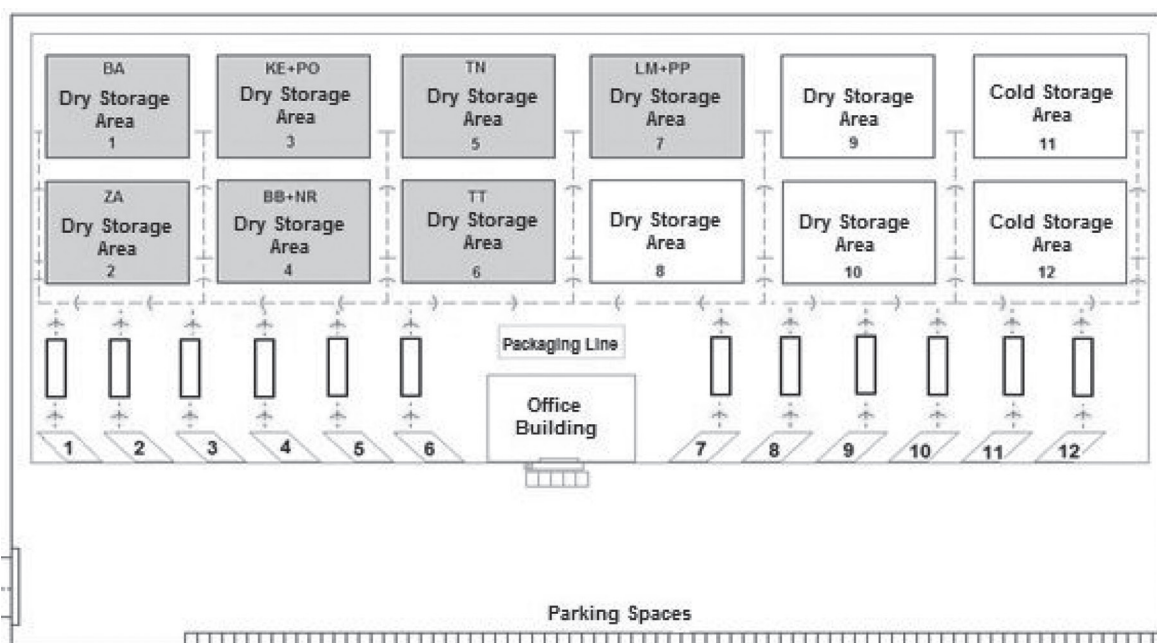 BA
Dry Storage
Area
1
KE+PO
Dry Storage
Area
3
TN
Dry Storage
Area
5
LM+PP
Dry Storage
Area
7
Dry Storage
Area
9
Cold Storage
Area
11
ZA
Dry Storage
Area
2
BB+NR
Dry Storage
Area
4
TT
Dry Storage
Area
6
Dry Storage
Area
8
Dry Storage
Area
10
Cold Storage
Area
12
Packaging Line
Office
Building
1 2 3 4 5 6 7 8 9 10 11 12
Parking Spaces